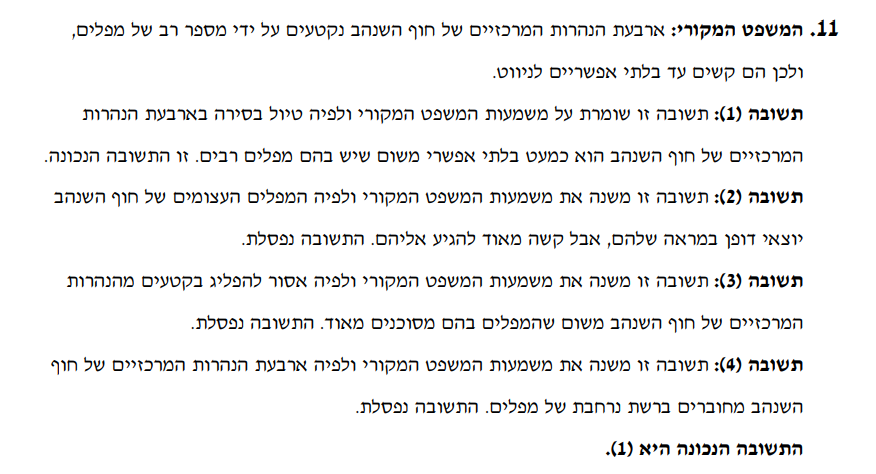 11. המשפט המקורי: ארבעת הנהרות המרכזיים של חוף השנהב נקטעים על ידי מספר רב של מפלים,
ולכן הם קשים עד בלתי אפשריים לניווט.
תשובה (1): תשובה זו שומרת על משמעות המשפט המקורי ולפיה טיול בסירה בארבעת הנהרות
המרכזיים של חוף השנהב הוא כמעט בלתי אפשרי משום שיש בהם מפלים רבים. זו התשובה הנכונה.
תשובה (2): תשובה זו משנה את משמעות המשפט המקורי ולפיה המפלים העצומים של חוף השנהב
יוצאי דופן במראה שלהם, אבל קשה מאוד להגיע אליהם. התשובה נפסלת.
תשובה (3): תשובה זו משנה את משמעות המשפט המקורי ולפיה אסור להפליג בקטעים מהנהרות
המרכזיים של חוף השנהב משום שהמפלים בהם מסוכנים מאוד. התשובה נפסלת.
תשובה (4): תשובה זו משנה את משמעות המשפט המקורי ולפיה ארבעת הנהרות המרכזיים של חוף
השנהב מחוברים ברשת נרחבת של מפלים. התשובה נפסלת.
התשובה הנכונה היא (1).